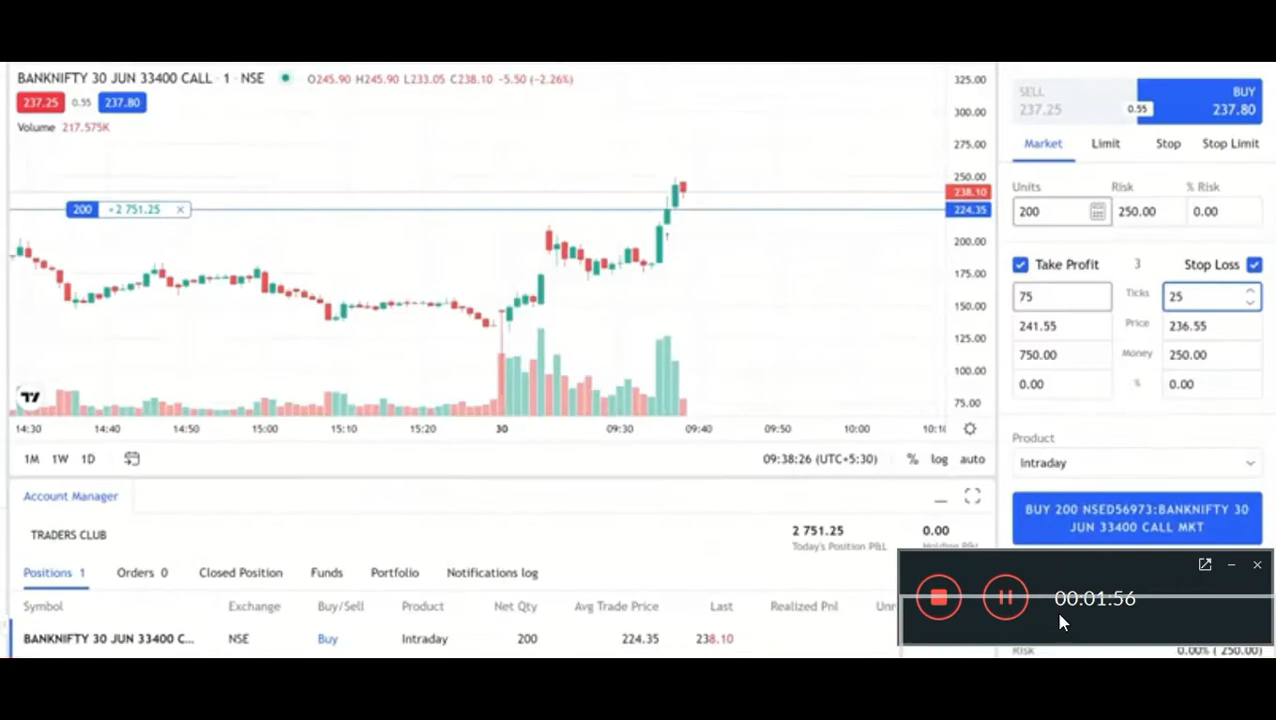 BANKNIFTY 30 JUN 33400 CALL · 1 · NSE O245.90 H245.90 L233.05 C238.10 -5.50 (-2.26%)
237.25 0.55 237.80
Volume 217.575K
200 +2 751.25 ×
325.00
300.00
275.00
250.00
238.10
224.35
200.00
175.00
150.00
125.00
100.00
75.00
14:30 14:40 14:50 15:00 15:10 15:20 30 09:30 09:40 09:50 10:00
1M 1W 1D 09:38:26 (UTC+5:30) % log auto
SELL BUY
237.25 0.55 237.80
Market Limit Stop Stop Limit
Units Risk % Risk
200 250.00 0.00
Take Profit 3 Stop Loss
75 Ticks 25
241.55 Price 236.55
750.00 Money 250.00
0.00 % 0.00
Product
Intraday
BUY 200 NSED56973:BANKNIFTY 30
JUN 33400 CALL MKT
Account Manager
TRADERS CLUB 2 751.25 0.00
Today's Position P&L
Positions 1 Orders 0 Closed Position Funds Portfolio Notifications log
Symbol Exchange Buy/Sell Product Net Qty Avg Trade Price Last Realized Pnl
BANKNIFTY 30 JUN 33400 C... NSE Buy Intraday 200 224.35 238.10
00:01:56
Risk 0.00% ( 250.00)